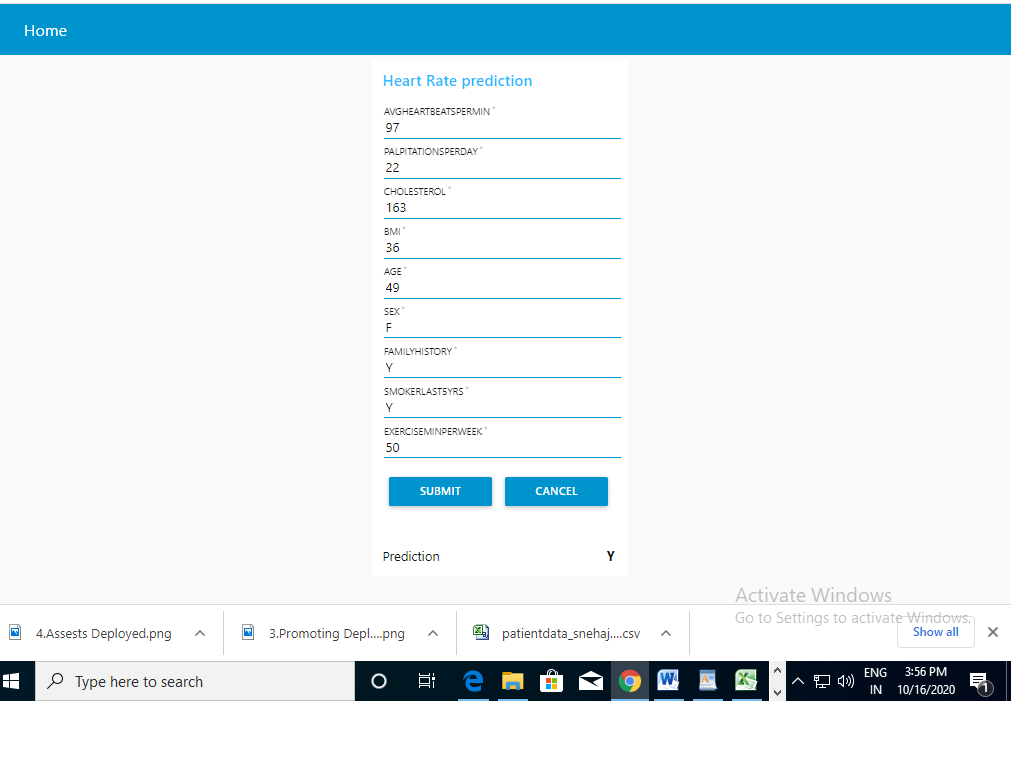 Home
Heart Rate prediction
AVGHEARTBEATSPERMIN *
97
PALPITATIONSPERDAY *
22
CHOLESTEROL *
163
BMI *
36
AGE *
49
SEX *
F
FAMILYHISTORY *
Y
SMOKERLAST5YRS *
Y
EXERCISEMINPERWEEK *
50
SUBMIT CANCEL
Prediction Y
Activate Windows
Go to Settings to activate Windows.
4.Assests Deployed.png 3.Promoting Depl....png patientdata_snehaj....csv Show all
Type here to search
ENG 3:56 PM
IN 10/16/2020 1